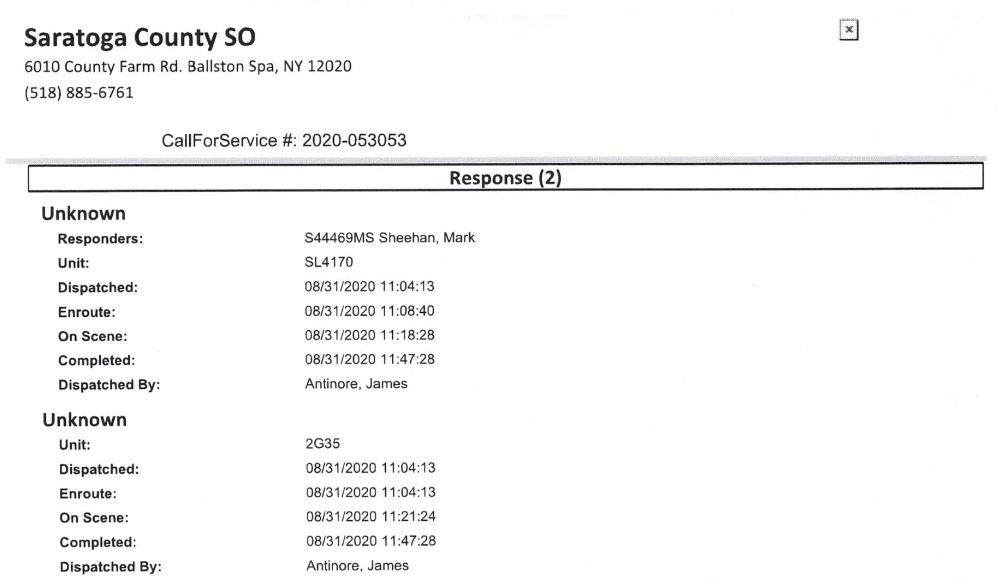 Saratoga County SO
6010 County Farm Rd. Ballston Spa, NY 12020
(518) 885-6761
CallForService #: 2020-053053
Response (2)
Unknown
Responders: S44469MS Sheehan, Mark
Unit: SL4170
Dispatched: 08/31/2020 11:04:13
Enroute: 08/31/2020 11:08:40
On Scene: 08/31/2020 11:18:28
Completed: 08/31/2020 11:47:28
Dispatched By: Antinore, James
Unknown
Unit: 2G35
Dispatched: 08/31/2020 11:04:13
Enroute: 08/31/2020 11:04:13
On Scene: 08/31/2020 11:21:24
Completed: 08/31/2020 11:47:28
Dispatched By: Antinore, James